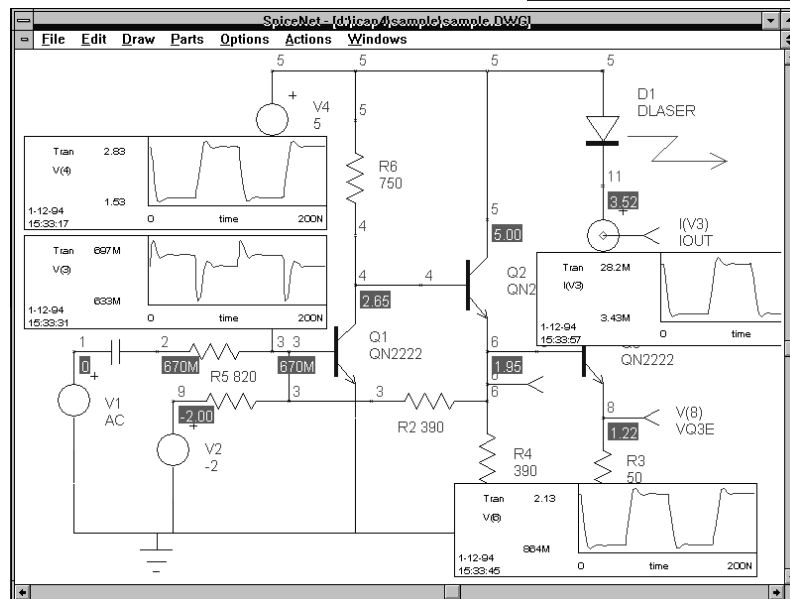 SpiceNet - [d:\icap4\sample\sample.DWG]
File Edit Draw Parts Options Actions Windows
5 5 5 5
V4
5
5
D1
DLASER
Tran 2.83
V(4)
1.53
1-12-94
15:33:17
0 time 200N
R6
750
11
3.52
5
5.00
I(V3)
IOUT
Tran 697M
V(3)
633M
1-12-94
15:33:31
0 time 200N
4
4 4
2.65
Q2
Tran 28.2M
I(V3)
3.43M
1-12-94
15:33:57
0 time 200N
Q1
QN2222
QN2222
1 2 3 3
0 670M 670M
R5 820
6
1.95
6
V1
AC
9
-2.00
3 3
R2 390
V2
-2
8
1.22
V(8)
VQ3E
R4
390
R3
50
Tran 2.13
V(6)
864M
1-12-94
15:33:45
0 time 200N